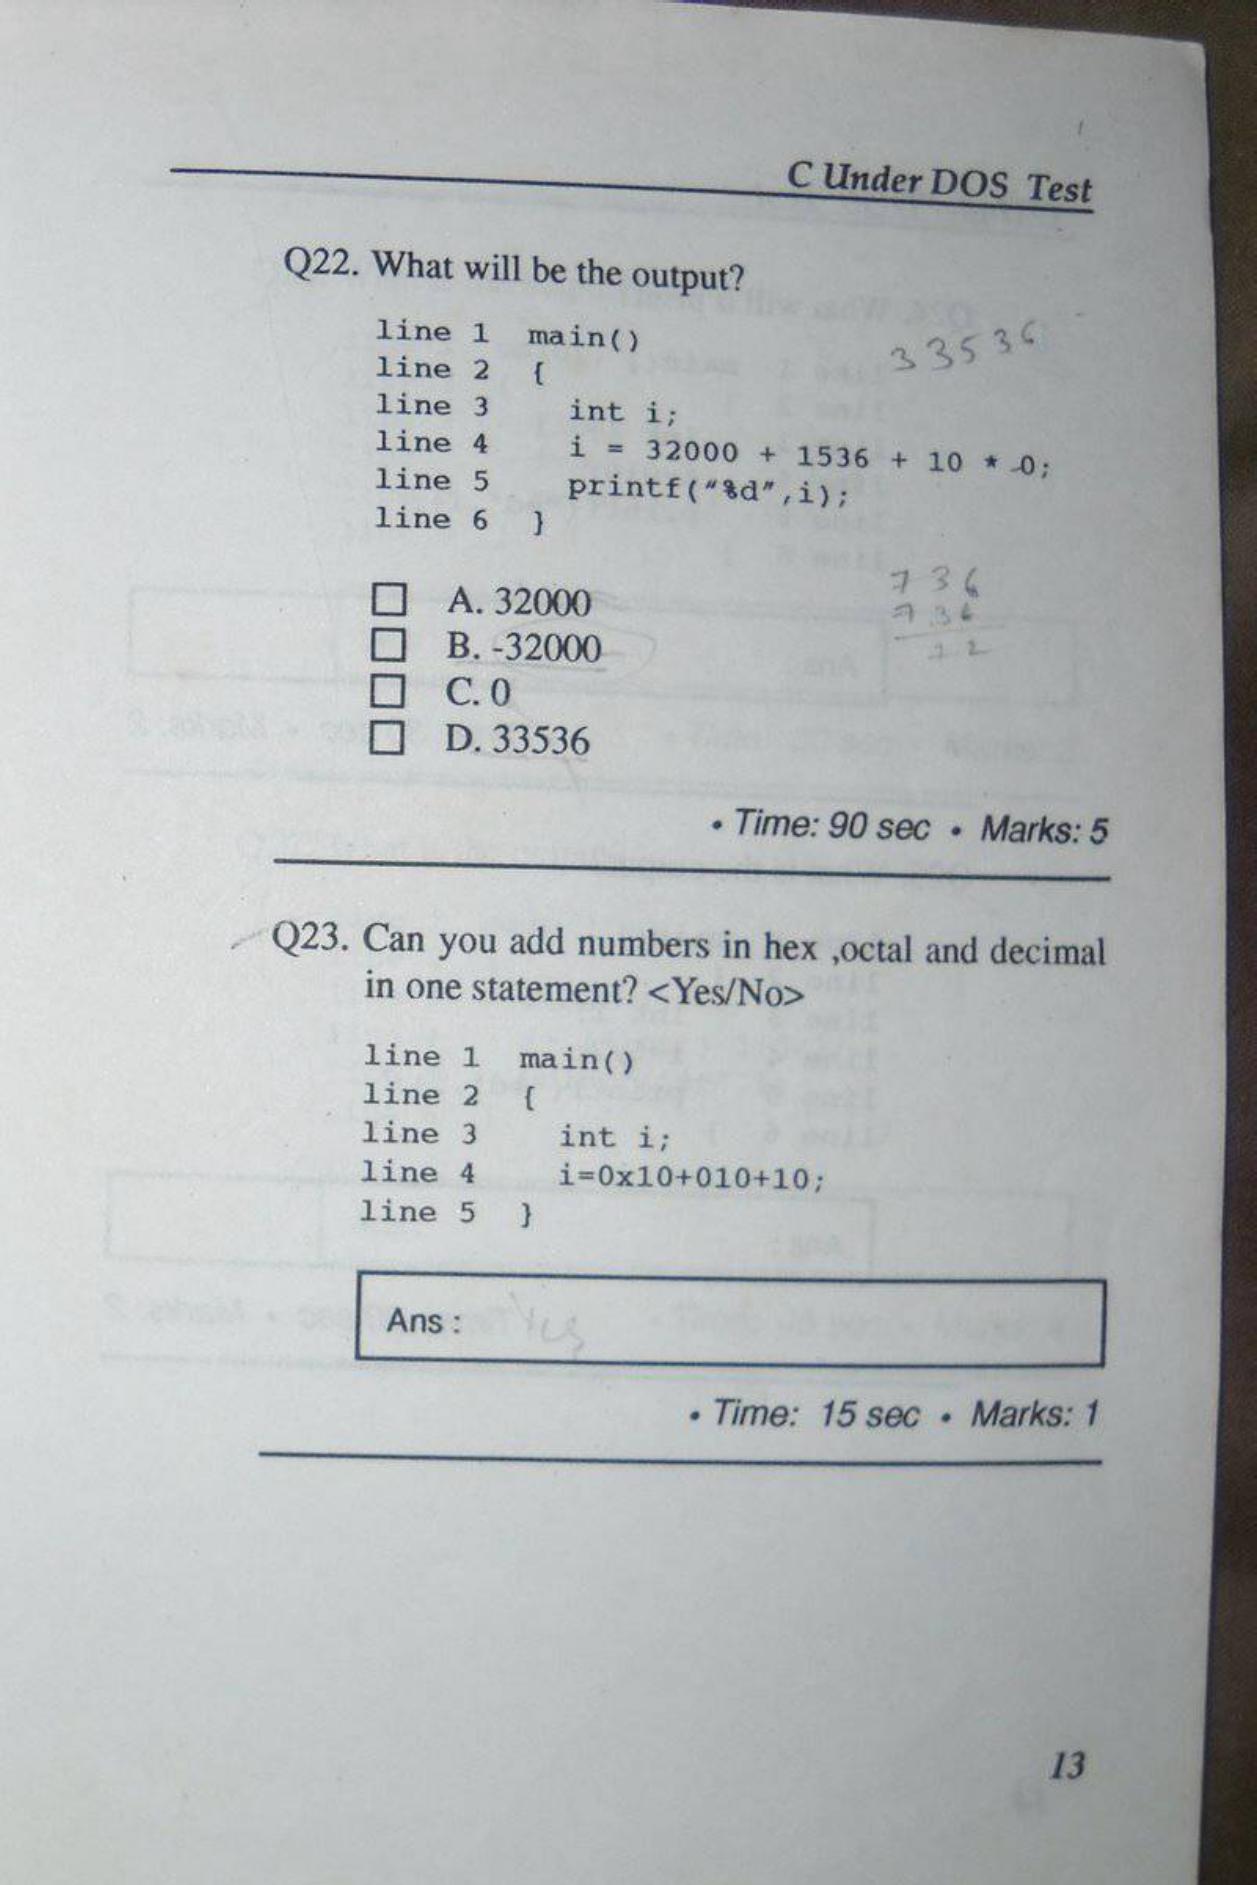 C Under DOS Test
Q22. What will be the output?
line 1 main()
line 2 {
line 3 int i;
line 4 i = 32000 + 1536 + 10 * 0;
line 5 printf("%d",i);
line 6 }
33536
A. 32000
B. -32000
C. 0
D. 33536
736
736
72
• Time: 90 sec • Marks: 5
Q23. Can you add numbers in hex ,octal and decimal
in one statement? <Yes/No>
line 1 main()
line 2 {
line 3 int i;
line 4 i=0x10+010+10;
line 5 }
Ans : Yes
• Time: 15 sec • Marks: 1
13